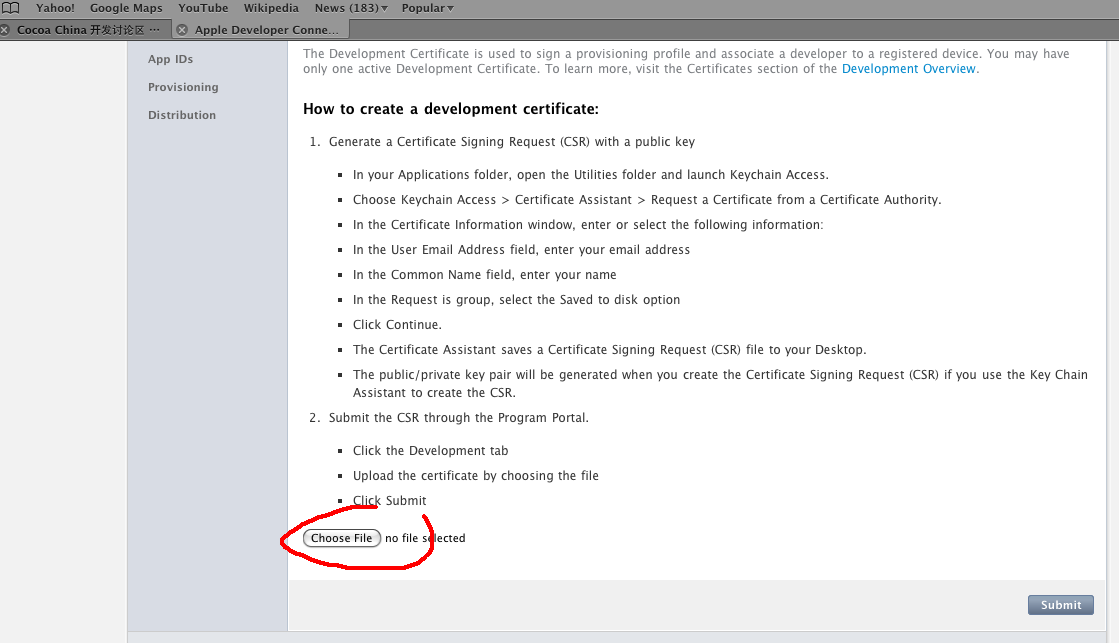 Yahoo! Google Maps YouTube Wikipedia News (183) Popular
Cocoa China 开发讨论区 ··· Apple Developer Conne...
App IDs
Provisioning
Distribution
The Development Certificate is used to sign a provisioning profile and associate a developer to a registered device. You may have
only one active Development Certificate. To learn more, visit the Certificates section of the Development Overview.
How to create a development certificate:
1. Generate a Certificate Signing Request (CSR) with a public key
▪ In your Applications folder, open the Utilities folder and launch Keychain Access.
▪ Choose Keychain Access > Certificate Assistant > Request a Certificate from a Certificate Authority.
▪ In the Certificate Information window, enter or select the following information:
▪ In the User Email Address field, enter your email address
▪ In the Common Name field, enter your name
▪ In the Request is group, select the Saved to disk option
▪ Click Continue.
▪ The Certificate Assistant saves a Certificate Signing Request (CSR) file to your Desktop.
▪ The public/private key pair will be generated when you create the Certificate Signing Request (CSR) if you use the Key Chain
Assistant to create the CSR.
2. Submit the CSR through the Program Portal.
▪ Click the Development tab
▪ Upload the certificate by choosing the file
▪ Click Submit
Choose File no file selected
Submit